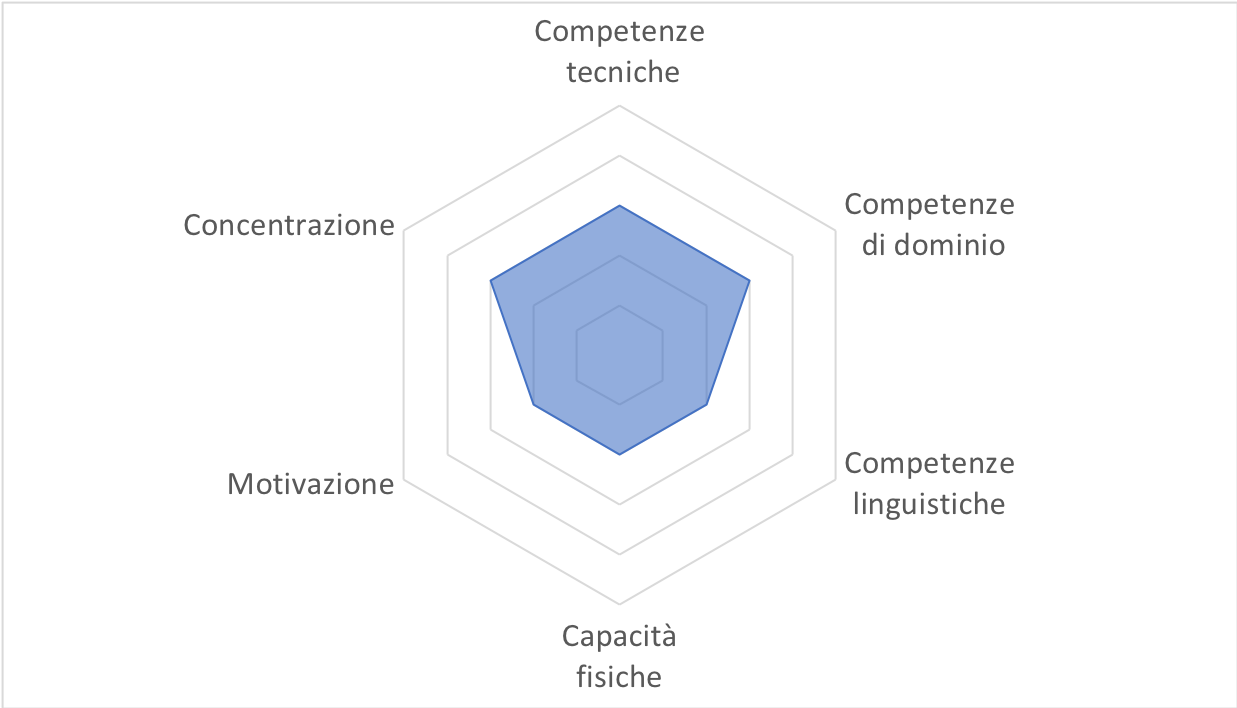 Competenze
tecniche
Competenze
di dominio
Competenze
linguistiche
Capacità
fisiche
Motivazione
Concentrazione